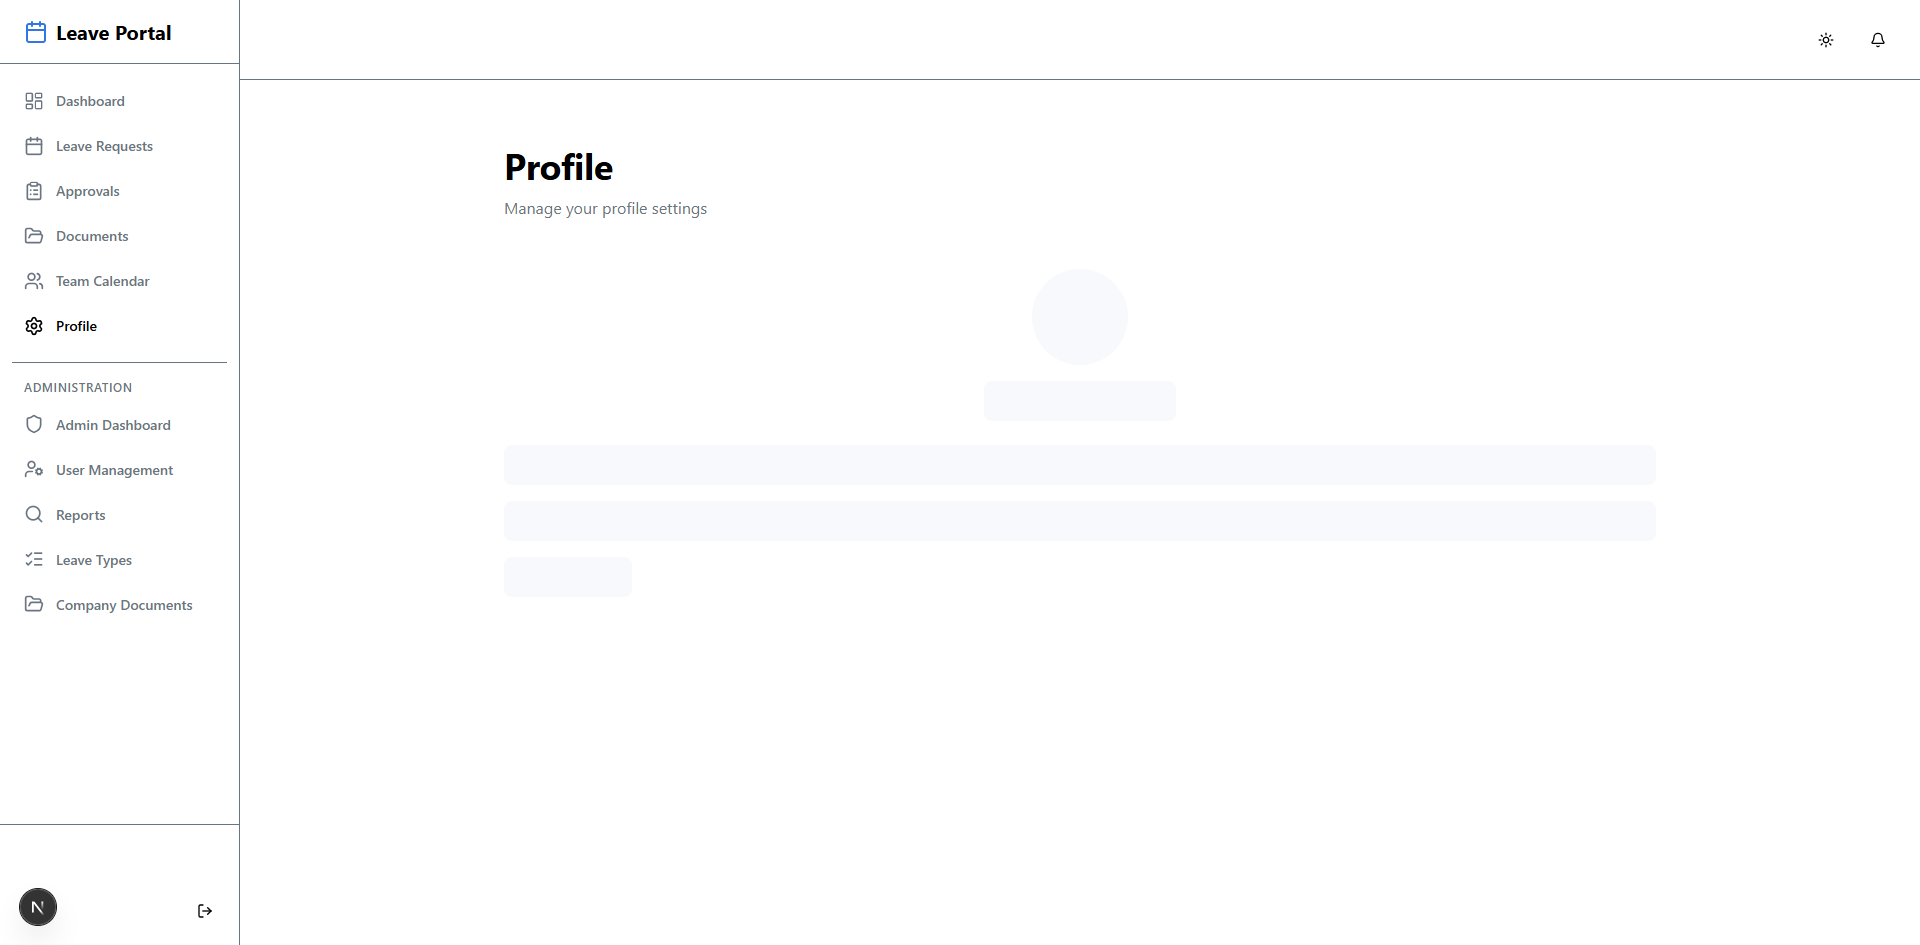 Leave Portal
Dashboard
Leave Requests
Approvals
Documents
Team Calendar
Profile
ADMINISTRATION
Admin Dashboard
User Management
Reports
Leave Types
Company Documents
N
Profile
Manage your profile settings